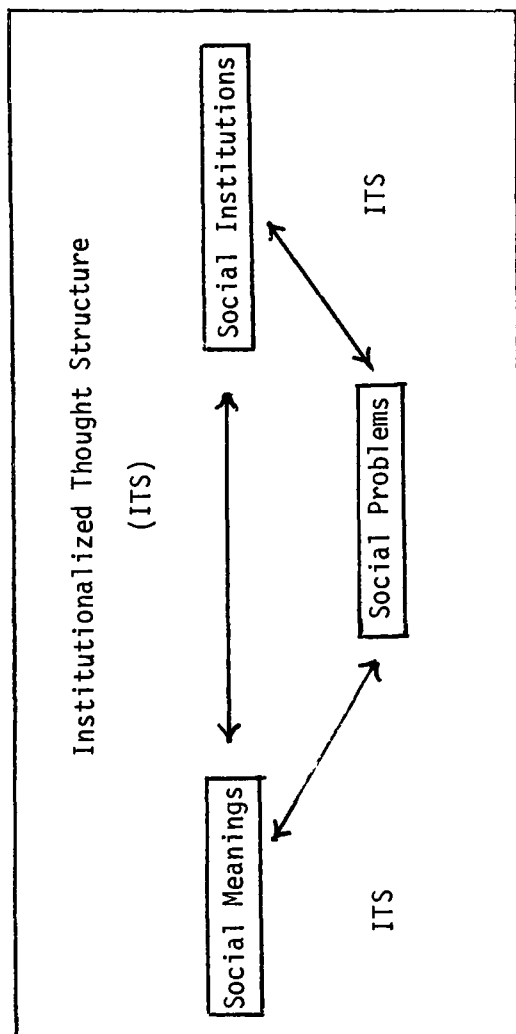 Institutionalized Thought Structure
(ITS)
Social Meanings
Social Institutions
Social Problems
ITS
ITS